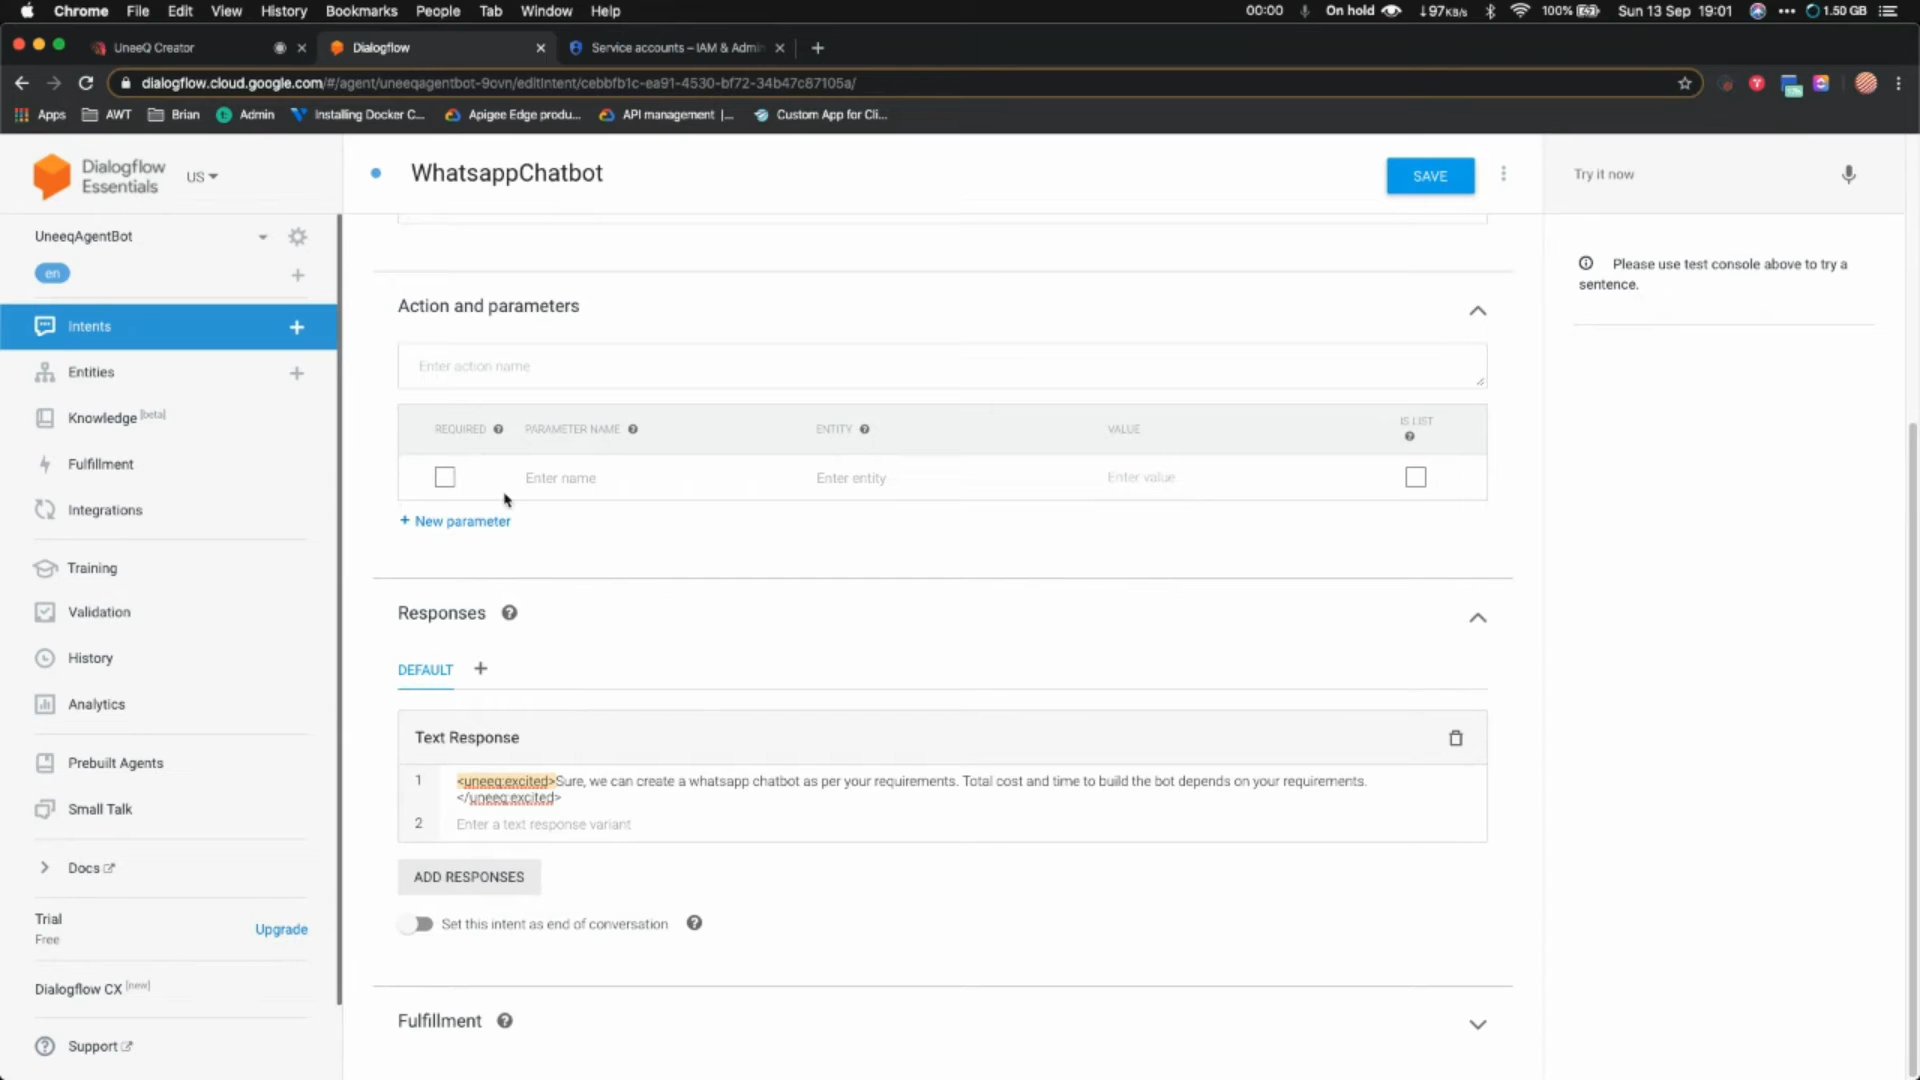 Chrome File Edit View History Bookmarks People Tab Window Help 00:00 On hold ↓97KB/s 100% Sun 13 Sep 19:01 ••• 1.50 GB
UneeQ Creator Dialogflow Service accounts – IAM & Admin
dialogflow.cloud.google.com/#/agent/uneeqagentbot-9ovn/editIntent/cebbfb1c-ea91-4530-bf72-34b47c87105a/
Apps AWT Brian Admin Installing Docker C... Apigee Edge produ... API management |... Custom App for Cli...
Dialogflow
Essentials
US
WhatsappChatbot
SAVE
Try it now
UneeqAgentBot
en
Please use test console above to try a
sentence.
Intents
Entities
Knowledge [beta]
Fulfillment
Integrations
Training
Validation
History
Analytics
Prebuilt Agents
Small Talk
Docs
Trial
Free
Upgrade
Dialogflow CX [new]
Support
Action and parameters
Enter action name
REQUIRED PARAMETER NAME ENTITY VALUE IS LIST
Enter name Enter entity Enter value
+ New parameter
Responses
DEFAULT +
Text Response
1 <uneeq:excited>Sure, we can create a whatsapp chatbot as per your requirements. Total cost and time to build the bot depends on your requirements.
</uneeq:excited>
2 Enter a text response variant
ADD RESPONSES
Set this intent as end of conversation
Fulfillment